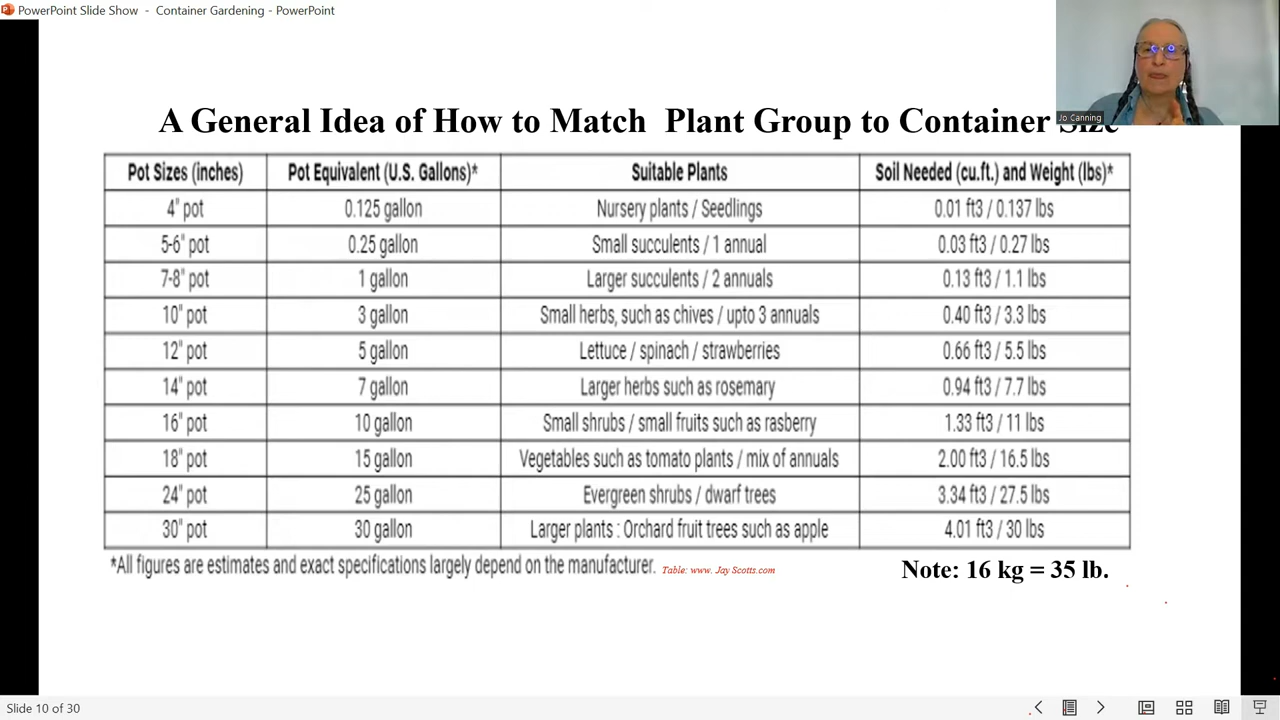 PowerPoint Slide Show - Container Gardening - PowerPoint
Jo Canning
A General Idea of How to Match Plant Group to Container Size
Pot Sizes (inches) Pot Equivalent (U.S. Gallons)* Suitable Plants Soil Needed (cu.ft.) and Weight (lbs)*
4" pot 0.125 gallon Nursery plants / Seedlings 0.01 ft3 / 0.137 lbs
5-6" pot 0.25 gallon Small succulents / 1 annual 0.03 ft3 / 0.27 lbs
7-8" pot 1 gallon Larger succulents / 2 annuals 0.13 ft3 / 1.1 lbs
10" pot 3 gallon Small herbs, such as chives / upto 3 annuals 0.40 ft3 / 3.3 lbs
12" pot 5 gallon Lettuce / spinach / strawberries 0.66 ft3 / 5.5 lbs
14" pot 7 gallon Larger herbs such as rosemary 0.94 ft3 / 7.7 lbs
16" pot 10 gallon Small shrubs / small fruits such as rasberry 1.33 ft3 / 11 lbs
18" pot 15 gallon Vegetables such as tomato plants / mix of annuals 2.00 ft3 / 16.5 lbs
24" pot 25 gallon Evergreen shrubs / dwarf trees 3.34 ft3 / 27.5 lbs
30" pot 30 gallon Larger plants : Orchard fruit trees such as apple 4.01 ft3 / 30 lbs
*All figures are estimates and exact specifications largely depend on the manufacturer. Table: www. Jay Scotts.com
Note: 16 kg = 35 lb.
Slide 10 of 30